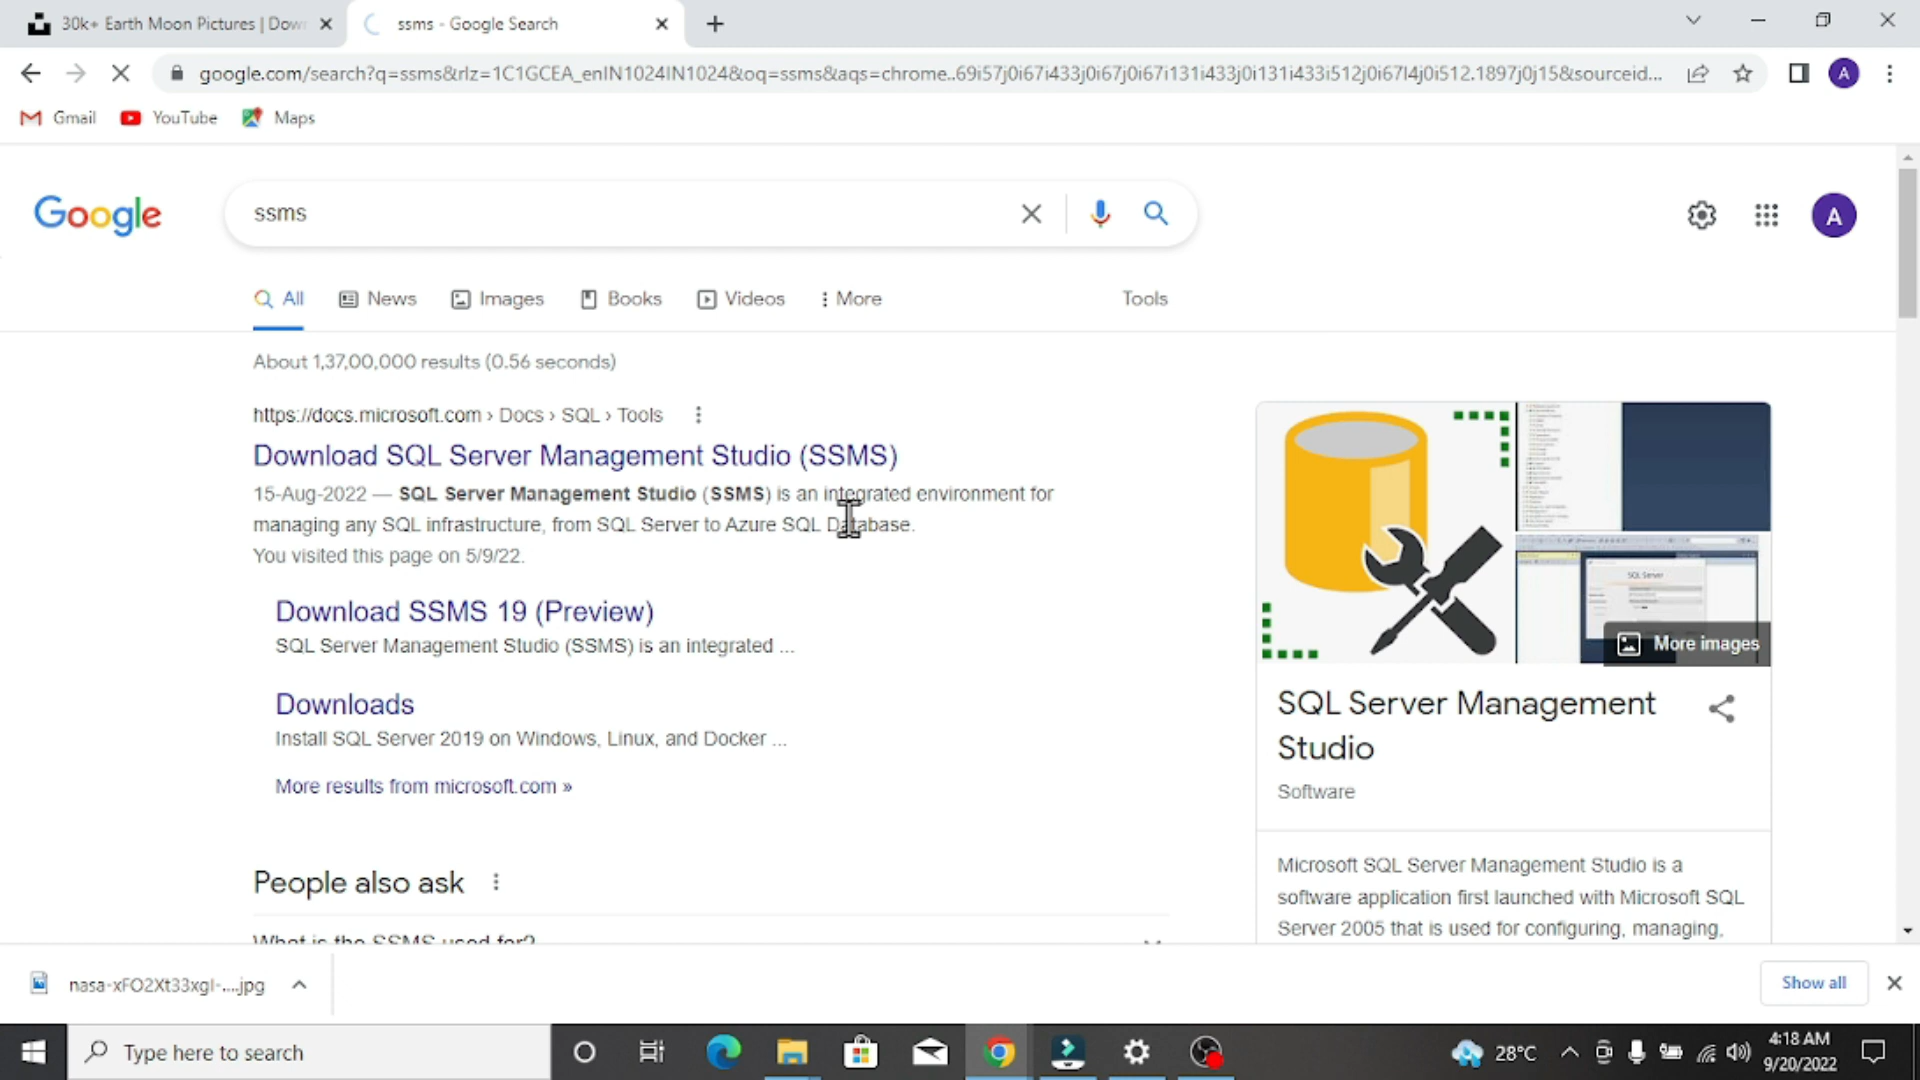 30k+ Earth Moon Pictures | Dow
ssms - Google Search
google.com/search?q=ssms&rlz=1C1GCEA_enIN1024IN1024&oq=ssms&aqs=chrome..69i57j0i67i433j0i67j0i67i131i433j0i131i433i512j0i67l4j0i512.1897j0j15&sourceid...
A
Gmail
YouTube
Maps
Google
ssms
A
All
News
Images
Books
Videos
More
Tools
About 1,37,00,000 results (0.56 seconds)
https://docs.microsoft.com › Docs › SQL › Tools
Download SQL Server Management Studio (SSMS)
15-Aug-2022 — SQL Server Management Studio (SSMS) is an integrated environment for
managing any SQL infrastructure, from SQL Server to Azure SQL Database.
You visited this page on 5/9/22.
Download SSMS 19 (Preview)
SQL Server Management Studio (SSMS) is an integrated ...
Downloads
Install SQL Server 2019 on Windows, Linux, and Docker ...
More results from microsoft.com »
People also ask
What is the SSMS used for?
SQL Server
More images
SQL Server Management
Studio
Software
Microsoft SQL Server Management Studio is a
software application first launched with Microsoft SQL
Server 2005 that is used for configuring, managing,
nasa-xFO2Xt33xgI-....jpg
Show all
Type here to search
28°C
4:18 AM
9/20/2022